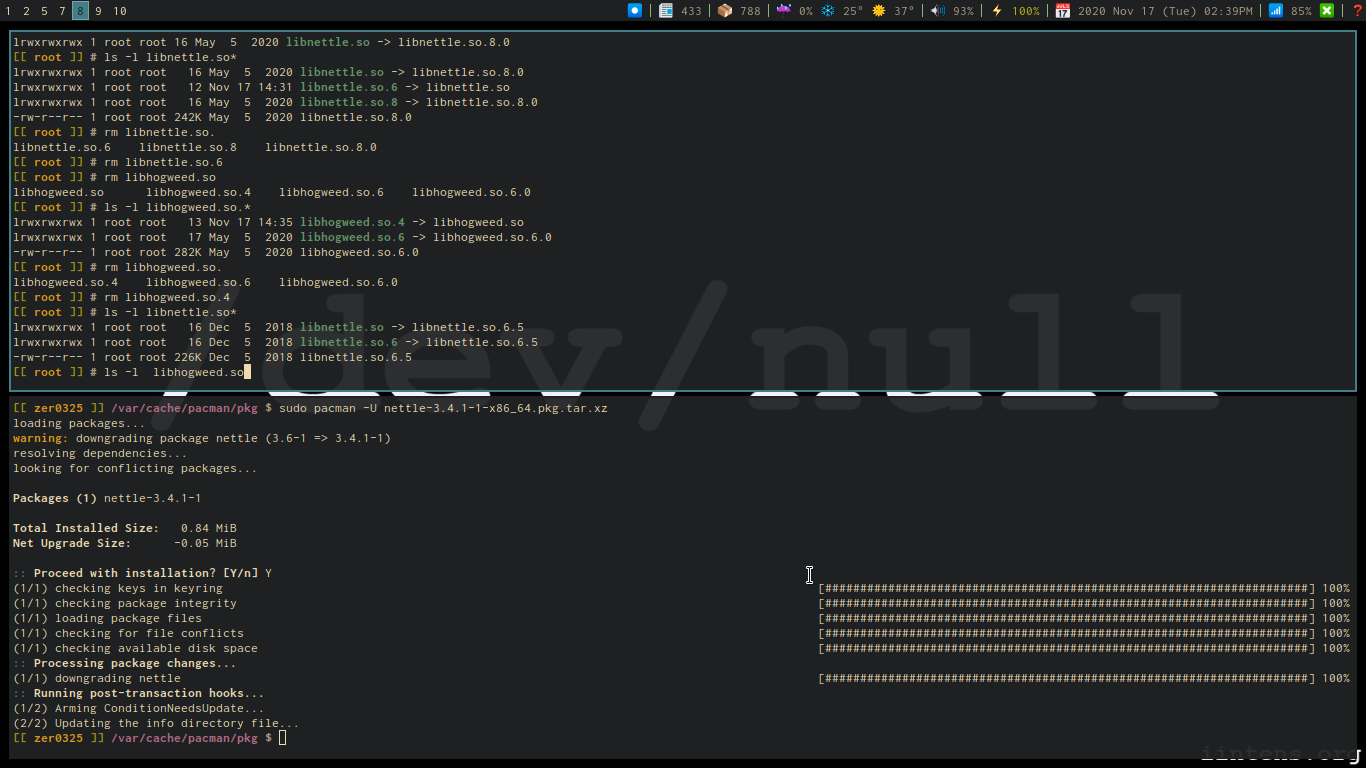 1 2 5 7 8 9 10 433 788 0% 25° 37° 93% 100% 2020 Nov 17 (Tue) 02:39PM 85% ?
lrwxrwxrwx 1 root root 16 May  5  2020 libnettle.so -> libnettle.so.8.0
[[ root ]] # ls -l libnettle.so*
lrwxrwxrwx 1 root root   16 May  5  2020 libnettle.so -> libnettle.so.8.0
lrwxrwxrwx 1 root root   12 Nov 17 14:31 libnettle.so.6 -> libnettle.so
lrwxrwxrwx 1 root root   16 May  5  2020 libnettle.so.8 -> libnettle.so.8.0
-rw-r--r-- 1 root root 242K May  5  2020 libnettle.so.8.0
[[ root ]] # rm libnettle.so.
libnettle.so.6    libnettle.so.8    libnettle.so.8.0
[[ root ]] # rm libnettle.so.6
[[ root ]] # rm libhogweed.so
libhogweed.so      libhogweed.so.4    libhogweed.so.6    libhogweed.so.6.0
[[ root ]] # ls -l libhogweed.so.*
lrwxrwxrwx 1 root root   13 Nov 17 14:35 libhogweed.so.4 -> libhogweed.so
lrwxrwxrwx 1 root root   17 May  5  2020 libhogweed.so.6 -> libhogweed.so.6.0
-rw-r--r-- 1 root root 282K May  5  2020 libhogweed.so.6.0
[[ root ]] # rm libhogweed.so.
libhogweed.so.4    libhogweed.so.6    libhogweed.so.6.0
[[ root ]] # rm libhogweed.so.4
[[ root ]] # ls -l libnettle.so*
lrwxrwxrwx 1 root root   16 Dec  5  2018 libnettle.so -> libnettle.so.6.5
lrwxrwxrwx 1 root root   16 Dec  5  2018 libnettle.so.6 -> libnettle.so.6.5
-rw-r--r-- 1 root root 226K Dec  5  2018 libnettle.so.6.5
[[ root ]] # ls -l  libhogweed.so
/dev/null
[[ zer0325 ]] /var/cache/pacman/pkg $ sudo pacman -U nettle-3.4.1-1-x86_64.pkg.tar.xz
loading packages...
warning: downgrading package nettle (3.6-1 => 3.4.1-1)
resolving dependencies...
looking for conflicting packages...
Packages (1) nettle-3.4.1-1
Total Installed Size:   0.84 MiB
Net Upgrade Size:      -0.05 MiB
:: Proceed with installation? [Y/n] Y
(1/1) checking keys in keyring [#####################################################################] 100%
(1/1) checking package integrity [#####################################################################] 100%
(1/1) loading package files [#####################################################################] 100%
(1/1) checking for file conflicts [#####################################################################] 100%
(1/1) checking available disk space [#####################################################################] 100%
:: Processing package changes...
(1/1) downgrading nettle [#####################################################################] 100%
:: Running post-transaction hooks...
(1/2) Arming ConditionNeedsUpdate...
(2/2) Updating the info directory file...
[[ zer0325 ]] /var/cache/pacman/pkg $
iintens.org